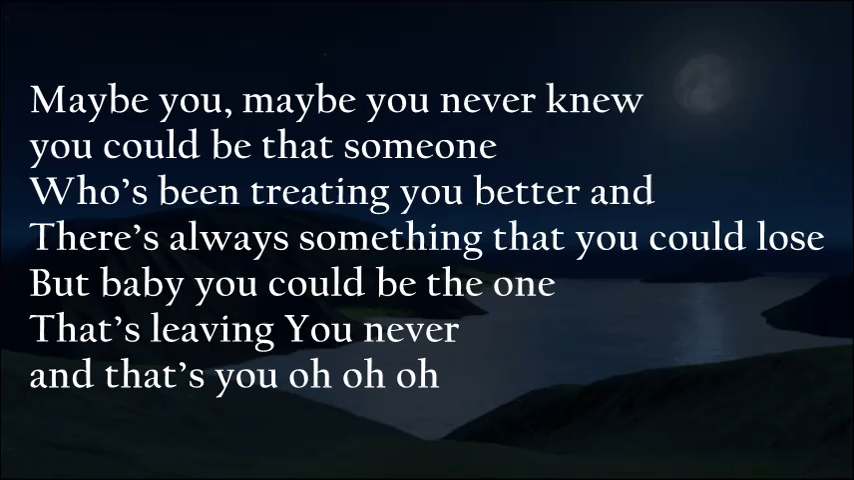 Maybe you, maybe you never knew
you could be that someone
Who’s been treating you better and
There’s always something that you could lose
But baby you could be the one
That’s leaving You never
and that’s you oh oh oh